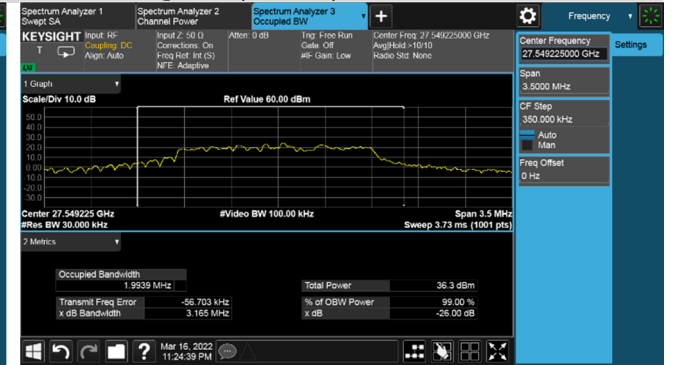 Spectrum Analyzer 1
Swept SA
Spectrum Analyzer 2
Channel Power
Spectrum Analyzer 3
Occupied BW
Frequency
KEYSIGHT
T
Input: RF
Coupling: DC
Align: Auto
Input Z: 50 Ω
Corrections: On
Freq Ref: Int (S)
NFE: Adaptive
Atten: 0 dB
Trig: Free Run
Gate: Off
#IF Gain: Low
Center Freq: 27.549225000 GHz
Avg|Hold:>10/10
Radio Std: None
Center Frequency
27.549225000 GHz
Settings
Span
3.5000 MHz
CF Step
350.000 kHz
Auto
Man
Freq Offset
0 Hz
1 Graph
Scale/Div 10.0 dB
Ref Value 60.00 dBm
50.0
40.0
30.0
20.0
10.0
0.00
-10.0
-20.0
-30.0
Center 27.549225 GHz
#Res BW 30.000 kHz
#Video BW 100.00 kHz
Span 3.5 MHz
Sweep 3.73 ms (1001 pts)
2 Metrics
Occupied Bandwidth
1.9939 MHz
Total Power
36.3 dBm
Transmit Freq Error
-56.703 kHz
% of OBW Power
99.00 %
x dB Bandwidth
3.165 MHz
x dB
-26.00 dB
?
Mar 16, 2022
11:24:39 PM